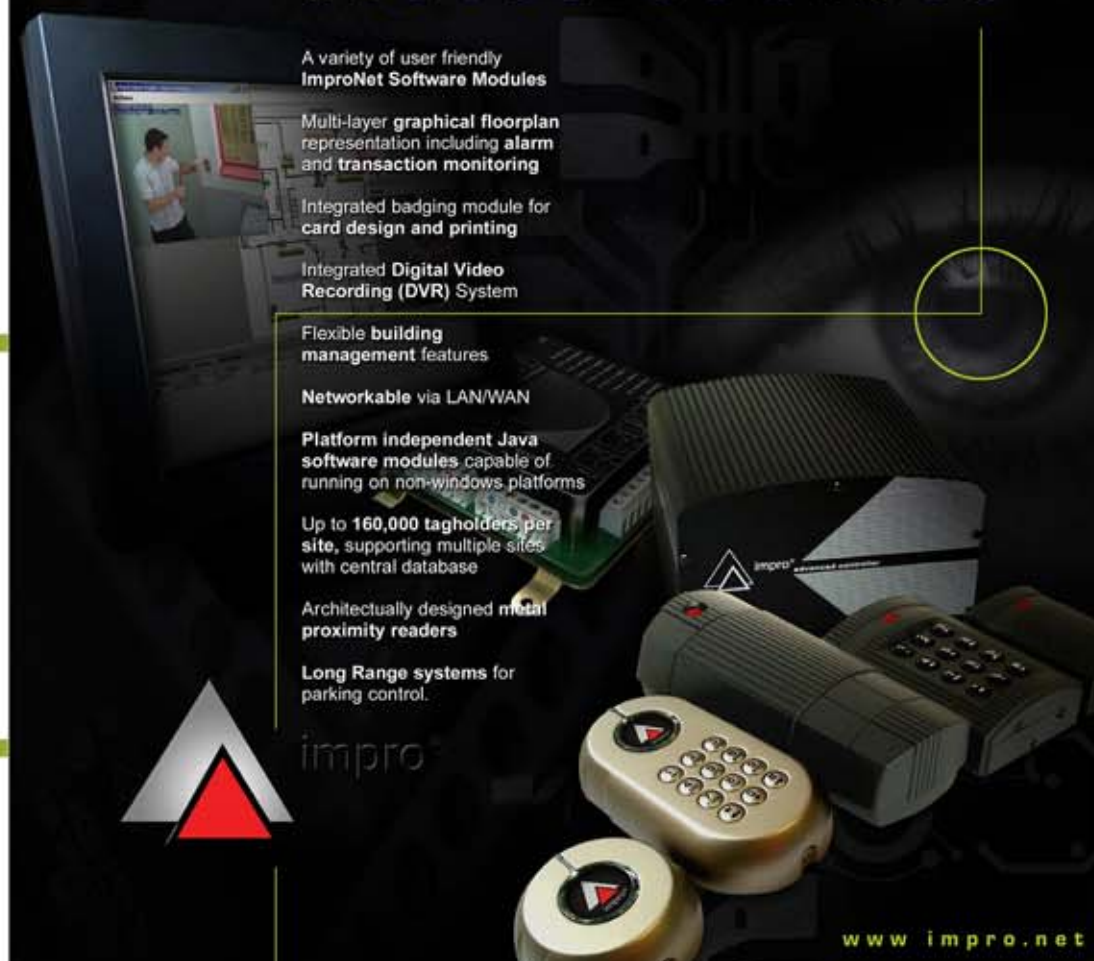 A variety of user friendly
ImproNet Software Modules
Multi-layer graphical floorplan
representation including alarm
and transaction monitoring
Integrated badging module for
card design and printing
Integrated Digital Video
Recording (DVR) System
Flexible building
management features
Networkable via LAN/WAN
Platform independent Java
software modules capable of
running on non-windows platforms
Up to 160,000 tagholders per
site, supporting multiple sites
with central database
Architectually designed metal
proximity readers
Long Range systems for
parking control.
impro
impro advanced controller
www impro.net